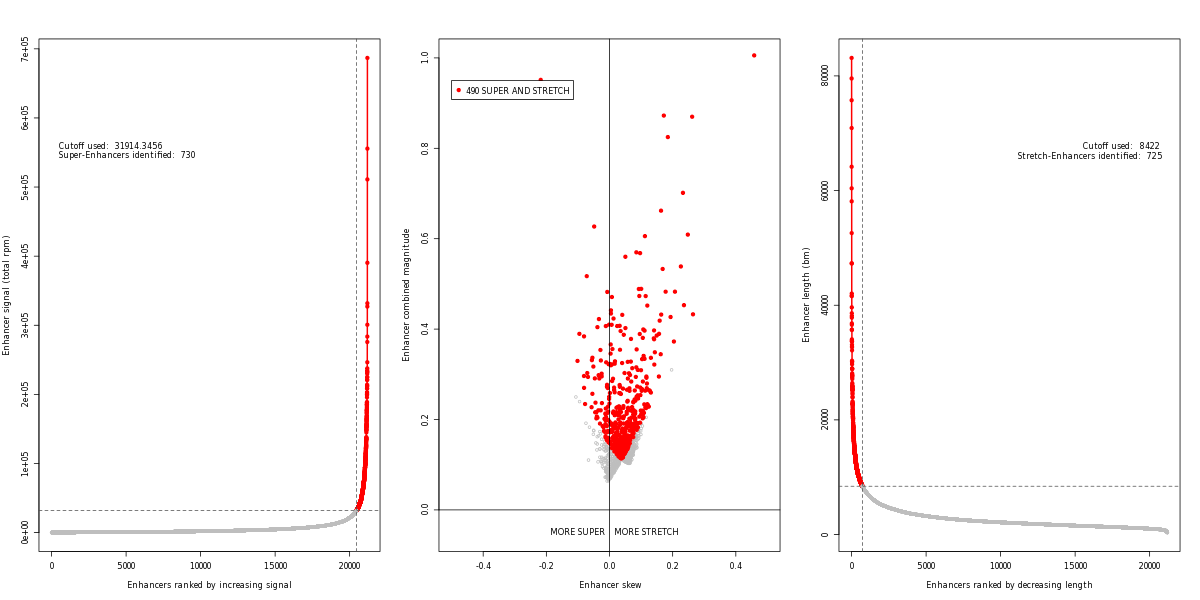 7e+05
6e+05
5e+05
4e+05
3e+05
2e+05
1e+05
0e+00
Enhancer signal (total rpm)
Cutoff used: 31914.3456
Super-Enhancers identified: 730
0
5000
10000
15000
20000
Enhancers ranked by increasing signal
1.0
0.8
0.6
0.4
0.2
0.0
Enhancer combined magnitude
490 SUPER AND STRETCH
MORE SUPER
MORE STRETCH
-0.4
-0.2
0.0
0.2
0.4
Enhancer skew
80000
60000
40000
20000
0
Enhancer length (bm)
Cutoff used: 8422
Stretch-Enhancers identified: 725
0
5000
10000
15000
20000
Enhancers ranked by decreasing length